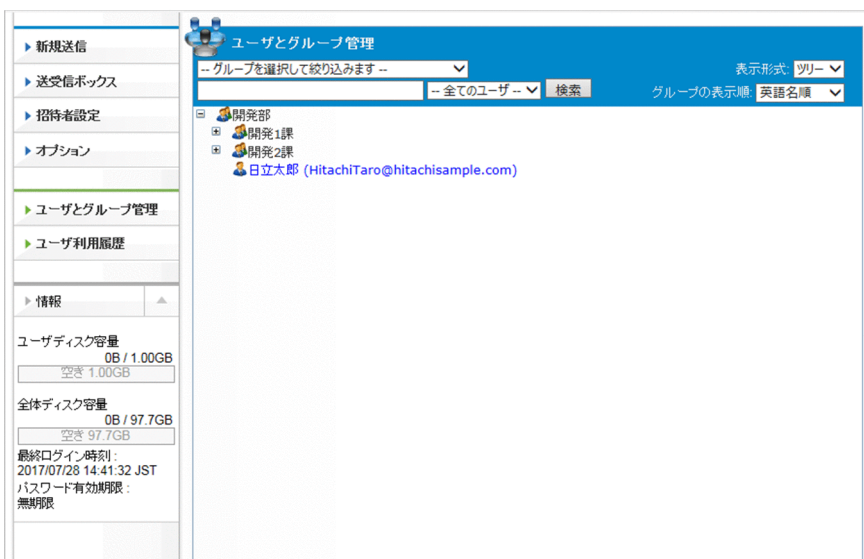 新規送信
送受信ボックス
招待者設定
オプション
ユーザとグループ管理
ユーザ利用履歴
情報
ユーザディスク容量
0B / 1.00GB
空き 1.00GB
全体ディスク容量
0B / 97.7GB
空き 97.7GB
最終ログイン時刻 :
2017/07/28 14:41:32 JST
パスワード有効期限 :
無期限
ユーザとグループ管理
-- グループを選択して絞り込みます --
表示形式: ツリー
-- 全てのユーザ -- 検索
グループの表示順: 英語名順
開発部
開発1課
開発2課
日立太郎 (HitachiTaro@hitachisample.com)